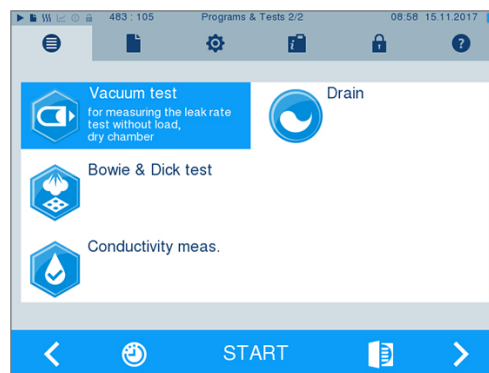 483 : 105 Programs & Tests 2/2 08:58 15.11.2017
Vacuum test
for measuring the leak rate
test without load,
dry chamber
Drain
Bowie & Dick test
Conductivity meas.
START